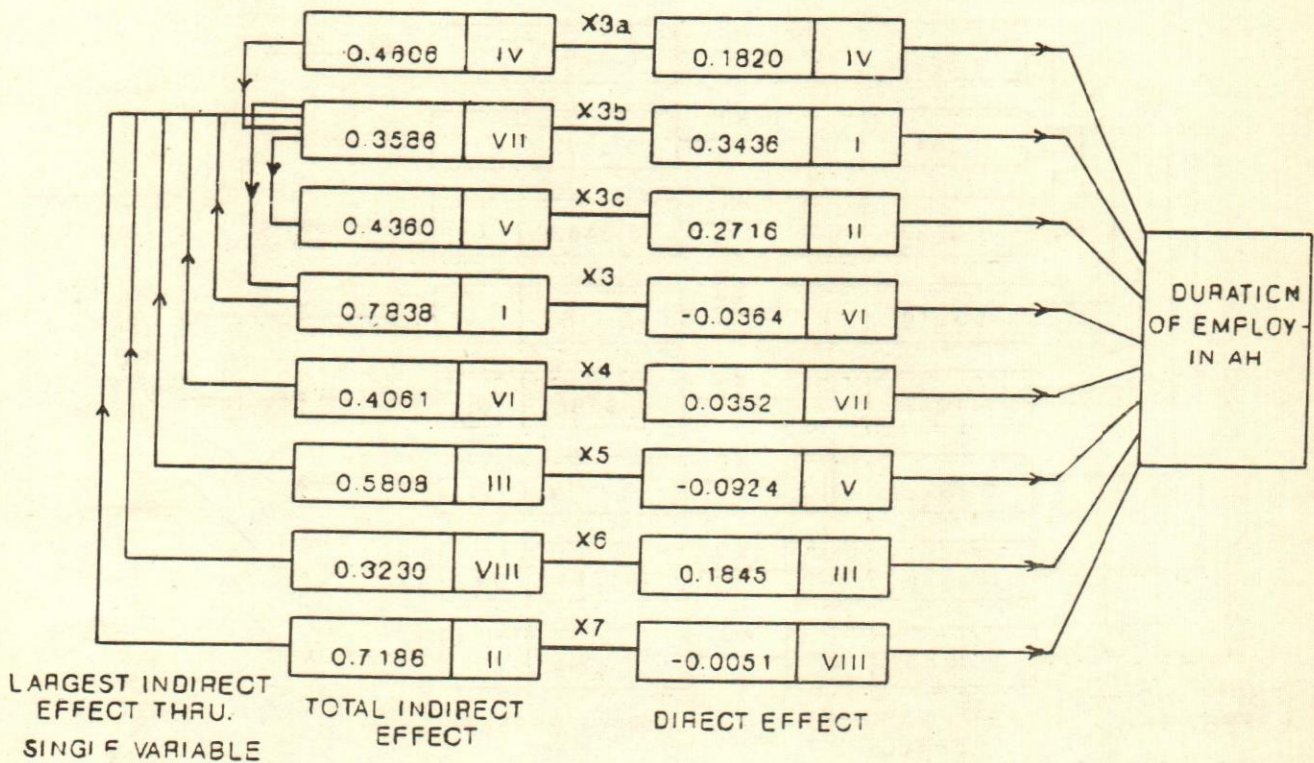 X3a
0.4606 IV 0.1820 IV
X3b
0.3586 VII 0.3436 I
X3c
0.4360 V 0.2716 II
X3
0.7838 I -0.0364 VI
X4
0.4061 VI 0.0352 VII
X5
0.5808 III -0.0924 V
X6
0.3239 VIII 0.1845 III
X7
0.7186 II -0.0051 VIII
DURATION
OF EMPLOY-
IN AH
LARGEST INDIRECT
EFFECT THRU.
SINGLE VARIABLE
TOTAL INDIRECT
EFFECT
DIRECT EFFECT